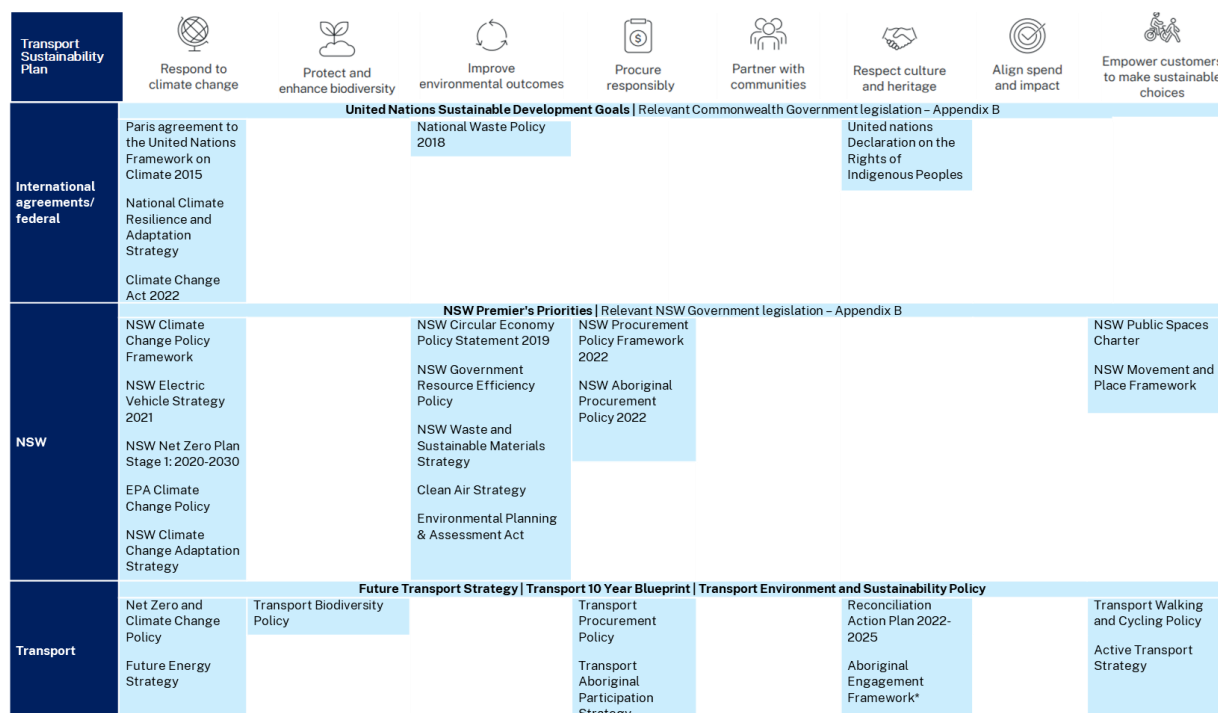 Transport
Sustainability
Plan
Respond to
climate change
Protect and
enhance biodiversity
Improve
environmental outcomes
Procure
responsibly
Partner with
communities
Respect culture
and heritage
Align spend
and impact
Empower customers
to make sustainable
choices
United Nations Sustainable Development Goals | Relevant Commonwealth Government legislation – Appendix B
International
agreements/
federal
Paris agreement to
the United Nations
Framework on
Climate 2015
National Climate
Resilience and
Adaptation
Strategy
Climate Change
Act 2022
National Waste Policy
2018
United nations
Declaration on the
Rights of
Indigenous Peoples
NSW Premier's Priorities | Relevant NSW Government legislation – Appendix B
NSW
NSW Climate
Change Policy
Framework
NSW Electric
Vehicle Strategy
2021
NSW Net Zero Plan
Stage 1: 2020-2030
EPA Climate
Change Policy
NSW Climate
Change Adaptation
Strategy
NSW Circular Economy
Policy Statement 2019
NSW Government
Resource Efficiency
Policy
NSW Waste and
Sustainable Materials
Strategy
Clean Air Strategy
Environmental Planning
& Assessment Act
NSW Procurement
Policy Framework
2022
NSW Aboriginal
Procurement
Policy 2022
NSW Public Spaces
Charter
NSW Movement and
Place Framework
Future Transport Strategy | Transport 10 Year Blueprint | Transport Environment and Sustainability Policy
Transport
Net Zero and
Climate Change
Policy
Future Energy
Strategy
Transport Biodiversity
Policy
Transport
Procurement
Policy
Transport
Aboriginal
Participation
Strategy
Reconciliation
Action Plan 2022-
2025
Aboriginal
Engagement
Framework*
Transport Walking
and Cycling Policy
Active Transport
Strategy